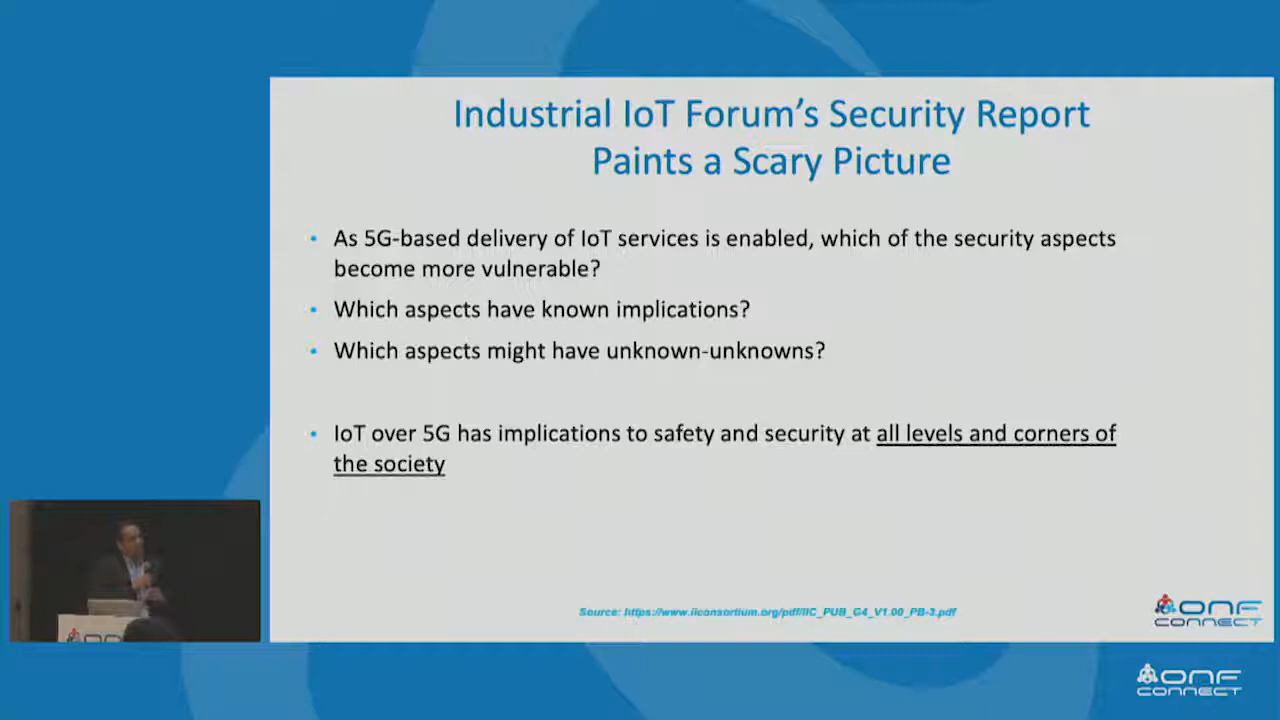 Industrial IoT Forum's Security Report
Paints a Scary Picture
• As 5G-based delivery of IoT services is enabled, which of the security aspects
become more vulnerable?
• Which aspects have known implications?
• Which aspects might have unknown-unknowns?
• IoT over 5G has implications to safety and security at all levels and corners of
the society
Source: https://www.iiconsortium.org/pdf/IIC_PUB_G4_V1.00_PB-3.pdf
ONF
CONNECT
ONF
CONNECT